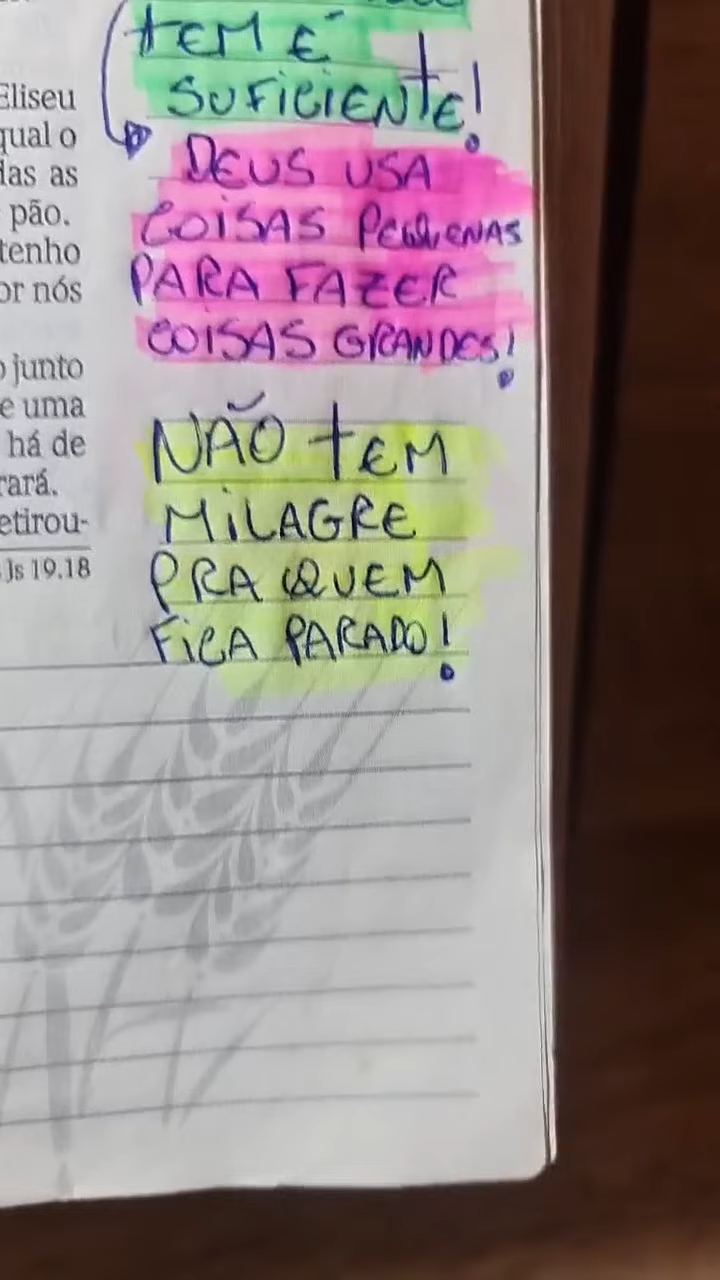 TEM É
SUFICIENTE!
DEUS USA
COISAS PEQUENAS
PARA FAZER
COISAS GRANDES!
NÃO TEM
MILAGRE
PRA QUEM
FICA PARADO!
Eliseu
qual o
das as
pão.
tenho
or nós
junto
e uma
há de
rará.
etirou-
Js 19.18